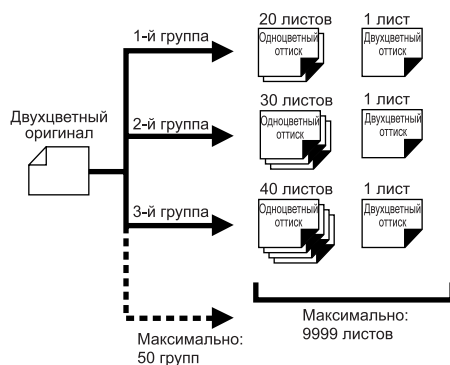 20 листов 1 лист
1-й группа
Одноцветный
оттиск
Двухцветный
оттиск
Двухцветный
оригинал
30 листов 1 лист
2-й группа
Одноцветный
оттиск
Двухцветный
оттиск
40 листов 1 лист
3-й группа
Одноцветный
оттиск
Двухцветный
оттиск
Максимально:
50 групп
Максимально:
9999 листов